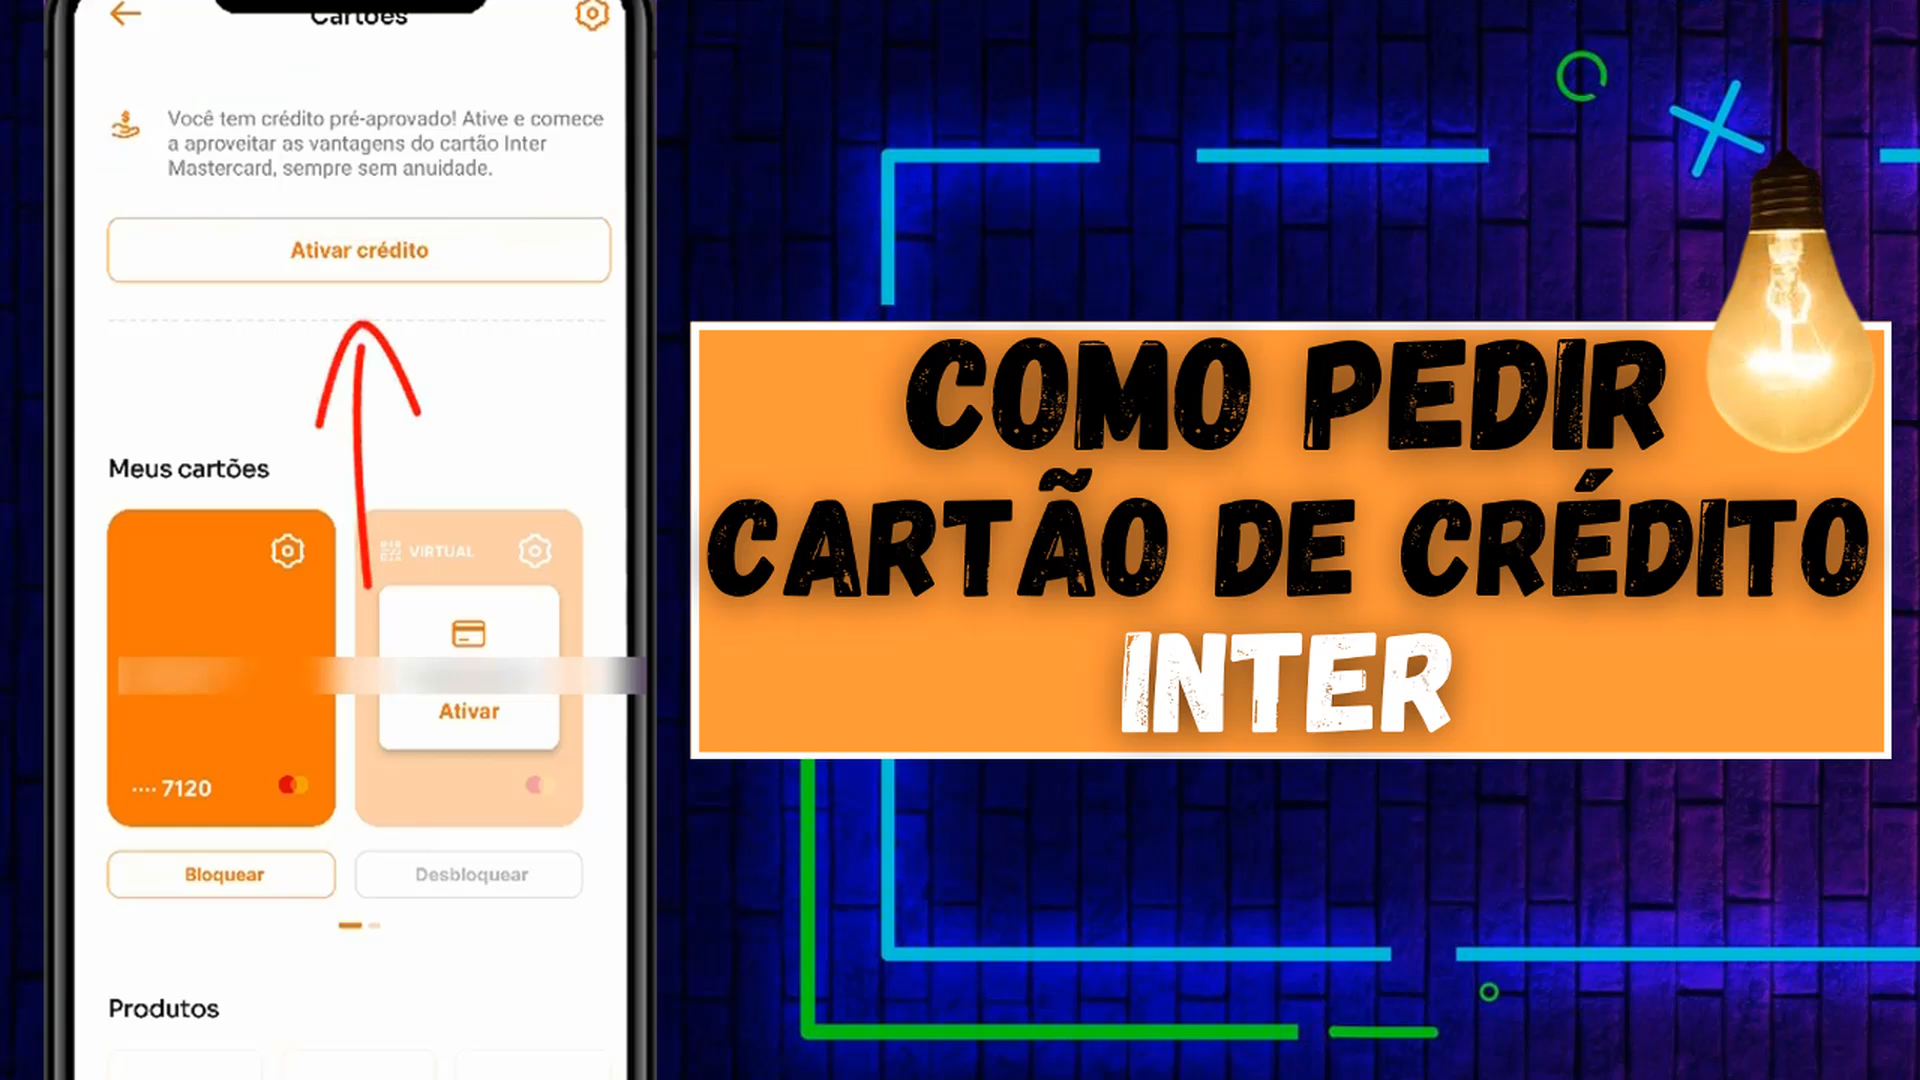 Cartões
Você tem crédito pré-aprovado! Ative e comece
a aproveitar as vantagens do cartão Inter
Mastercard, sempre sem anuidade.
Ativar crédito
Meus cartões
VIRTUAL
Ativar
···· 7120
Bloquear
Desbloquear
Produtos
COMO PEDIR
CARTÃO DE CRÉDITO
INTER